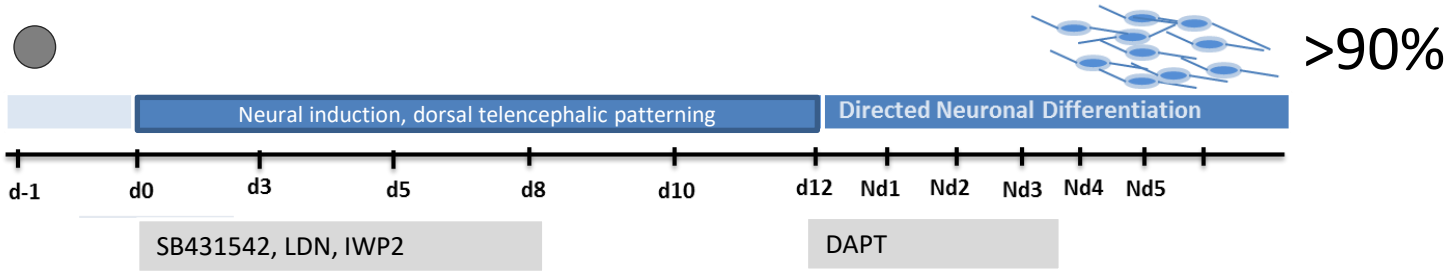 >90%
Neural induction, dorsal telencephalic patterning
Directed Neuronal Differentiation
d-1 d0 d3 d5 d8 d10 d12 Nd1 Nd2 Nd3 Nd4 Nd5
SB431542, LDN, IWP2
DAPT